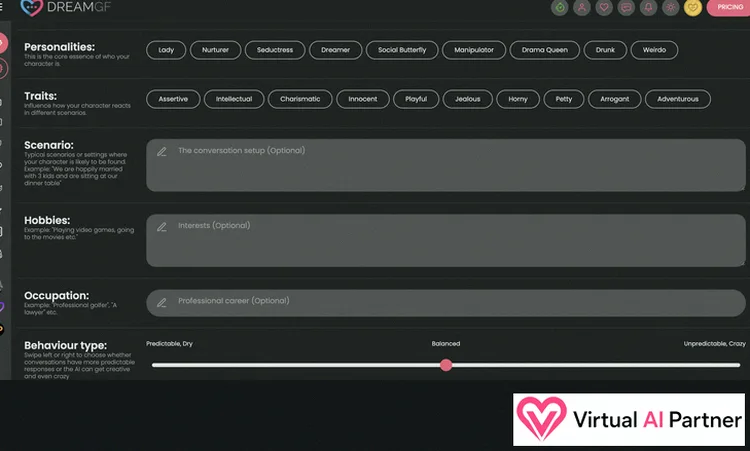 DREAMGF
PRICING
Personalities:
This is the core essence of who your
character is
Lady Nurturer Seductress Dreamer Social Butterfly Manipulator Drama Queen Drunk Weirdo
Traits:
Influence how your character reacts
in different scenarios.
Assertive Intellectual Charismatic Innocent Playful Jealous Horny Petty Arrogant Adventurous
Scenario:
Typical scenarios or settings where
your character is likely to be found
Example: "We are happily married
with 3 kids and are sitting at our
dinner table"
The conversation setup (Optional)
Hobbies:
Example: "Playing video games, going
to the movies etc."
Interests (Optional)
Occupation:
Example: "Professional golfer", "A
lawyer" etc.
Professional career (Optional)
Behaviour type:
Swipe left or right to choose whether
conversations have more predictable
responses or the AI can get creative
and even crazy
Predictable, Dry Balanced Unpredictable, Crazy
Virtual AI Partner